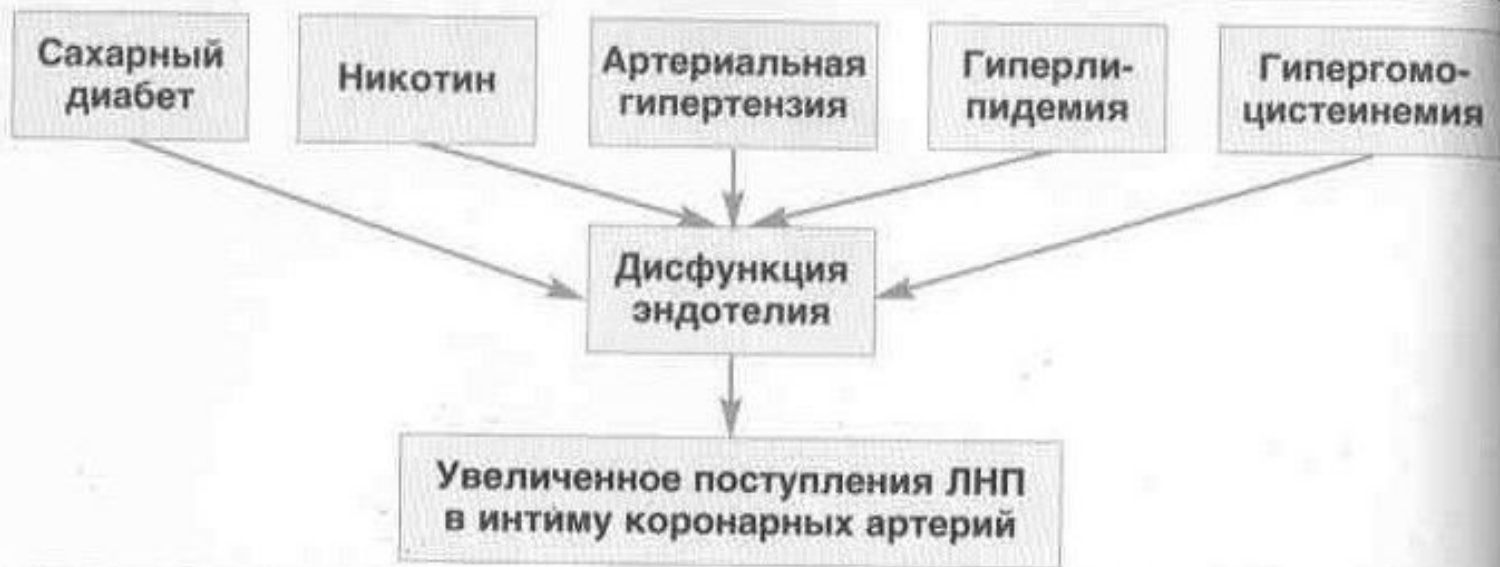 Сахарный
диабет
Никотин
Артериальная
гипертензия
Гиперли-
пидемия
Гипергомо-
цистеинемия
Дисфункция
эндотелия
Увеличенное поступления ЛНП
в интиму коронарных артерий